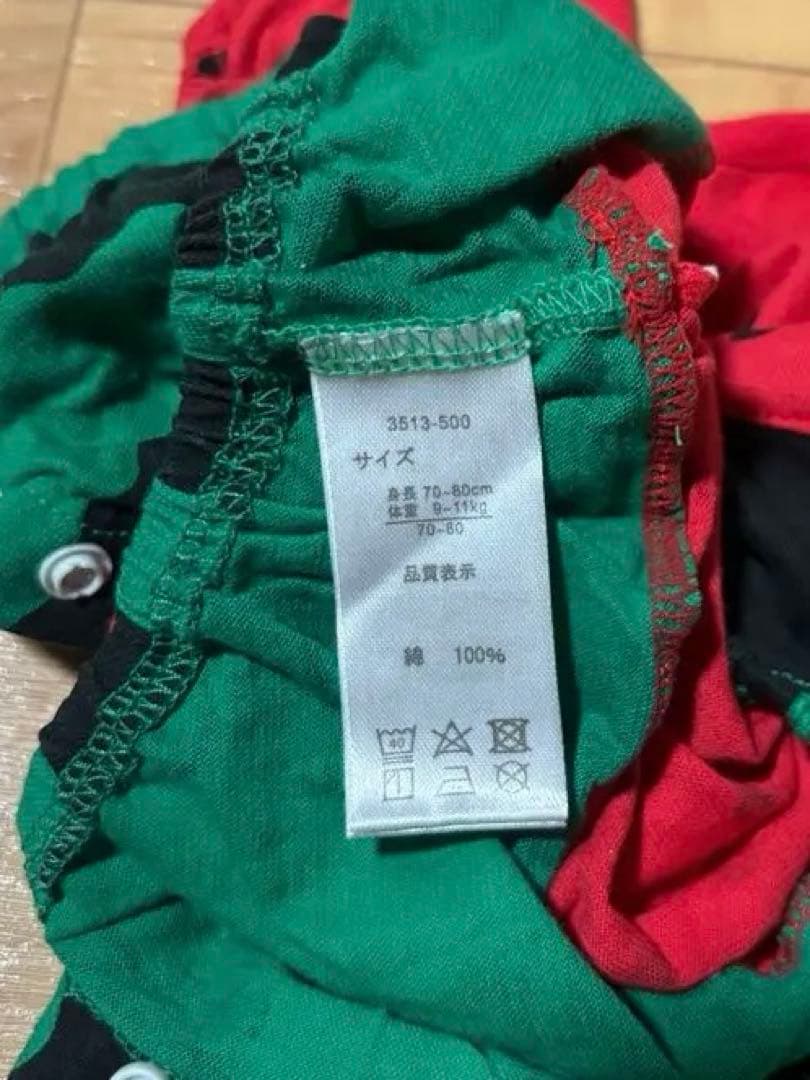 3513-500
サイズ
身長 70~80cm
体重 9~11kg
70~80
品質表示
綿 100%
40